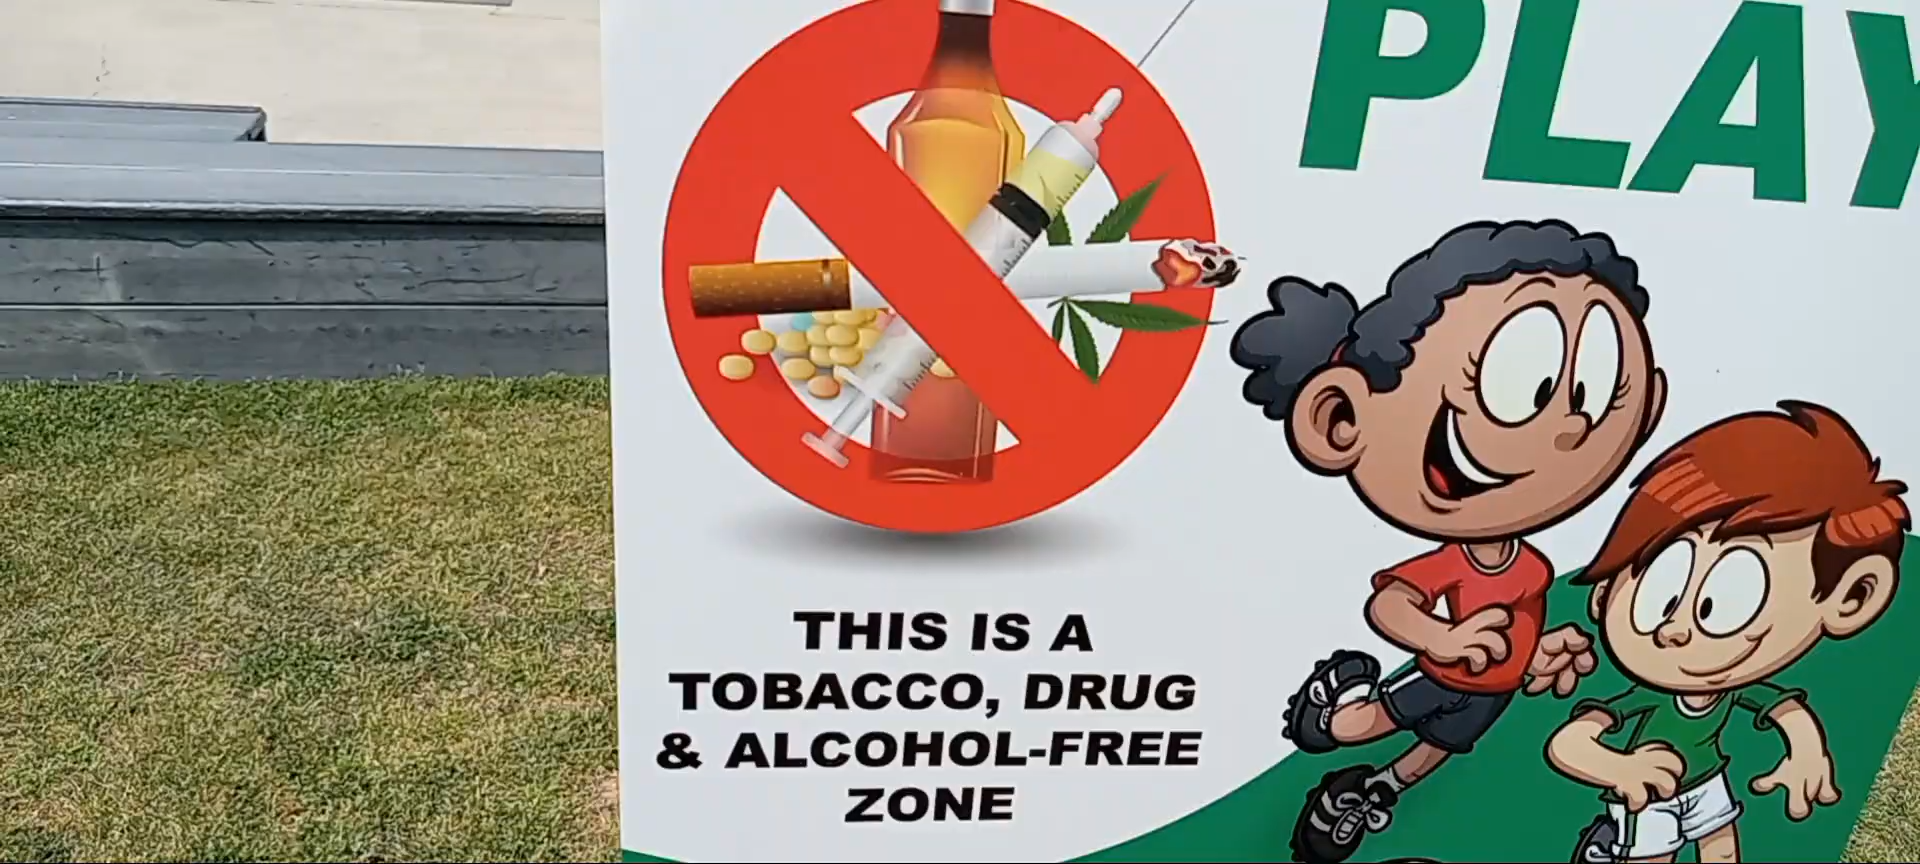 PLAY
THIS IS A
TOBACCO, DRUG
& ALCOHOL-FREE
ZONE